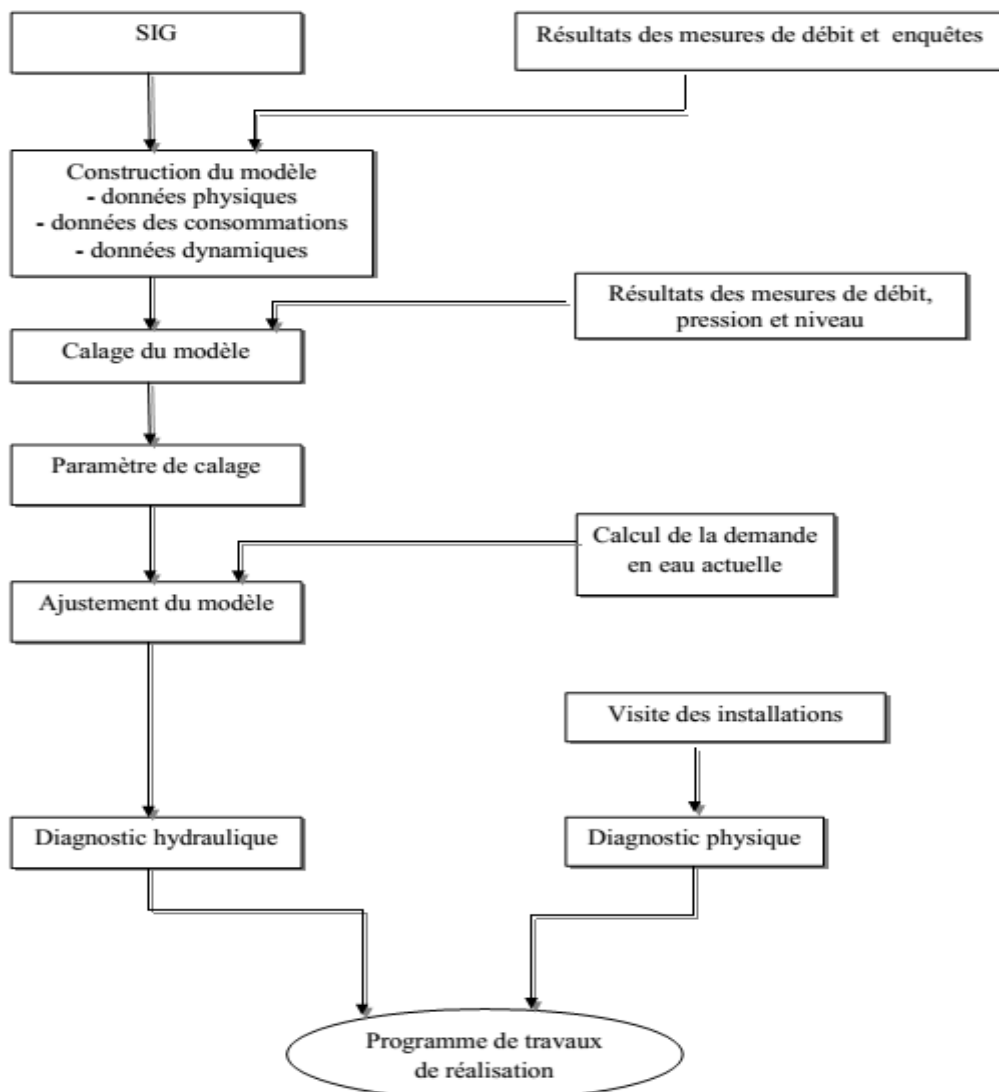 SIG
Résultats des mesures de débit et enquêtes
Construction du modèle
- données physiques
- données des consommations
- données dynamiques
Résultats des mesures de débit,
pression et niveau
Calage du modèle
Paramètre de calage
Calcul de la demande
en eau actuelle
Ajustement du modèle
Visite des installations
Diagnostic hydraulique
Diagnostic physique
Programme de travaux
de réalisation